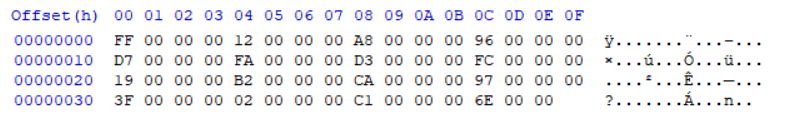 Offset(h) 00 01 02 03 04 05 06 07 08 09 0A 0B 0C 0D 0E 0F
00000000 FF 00 00 00 12 00 00 00 A8 00 00 00 96 00 00 00 ÿ.......¨...–...
00000010 D7 00 00 00 FA 00 00 00 D3 00 00 00 FC 00 00 00 ×...ú...Ó...ü...
00000020 19 00 00 00 B2 00 00 00 CA 00 00 00 97 00 00 00 ....²...Ê...—...
00000030 3F 00 00 00 02 00 00 00 C1 00 00 00 6E 00 00 ?.......Á...n..